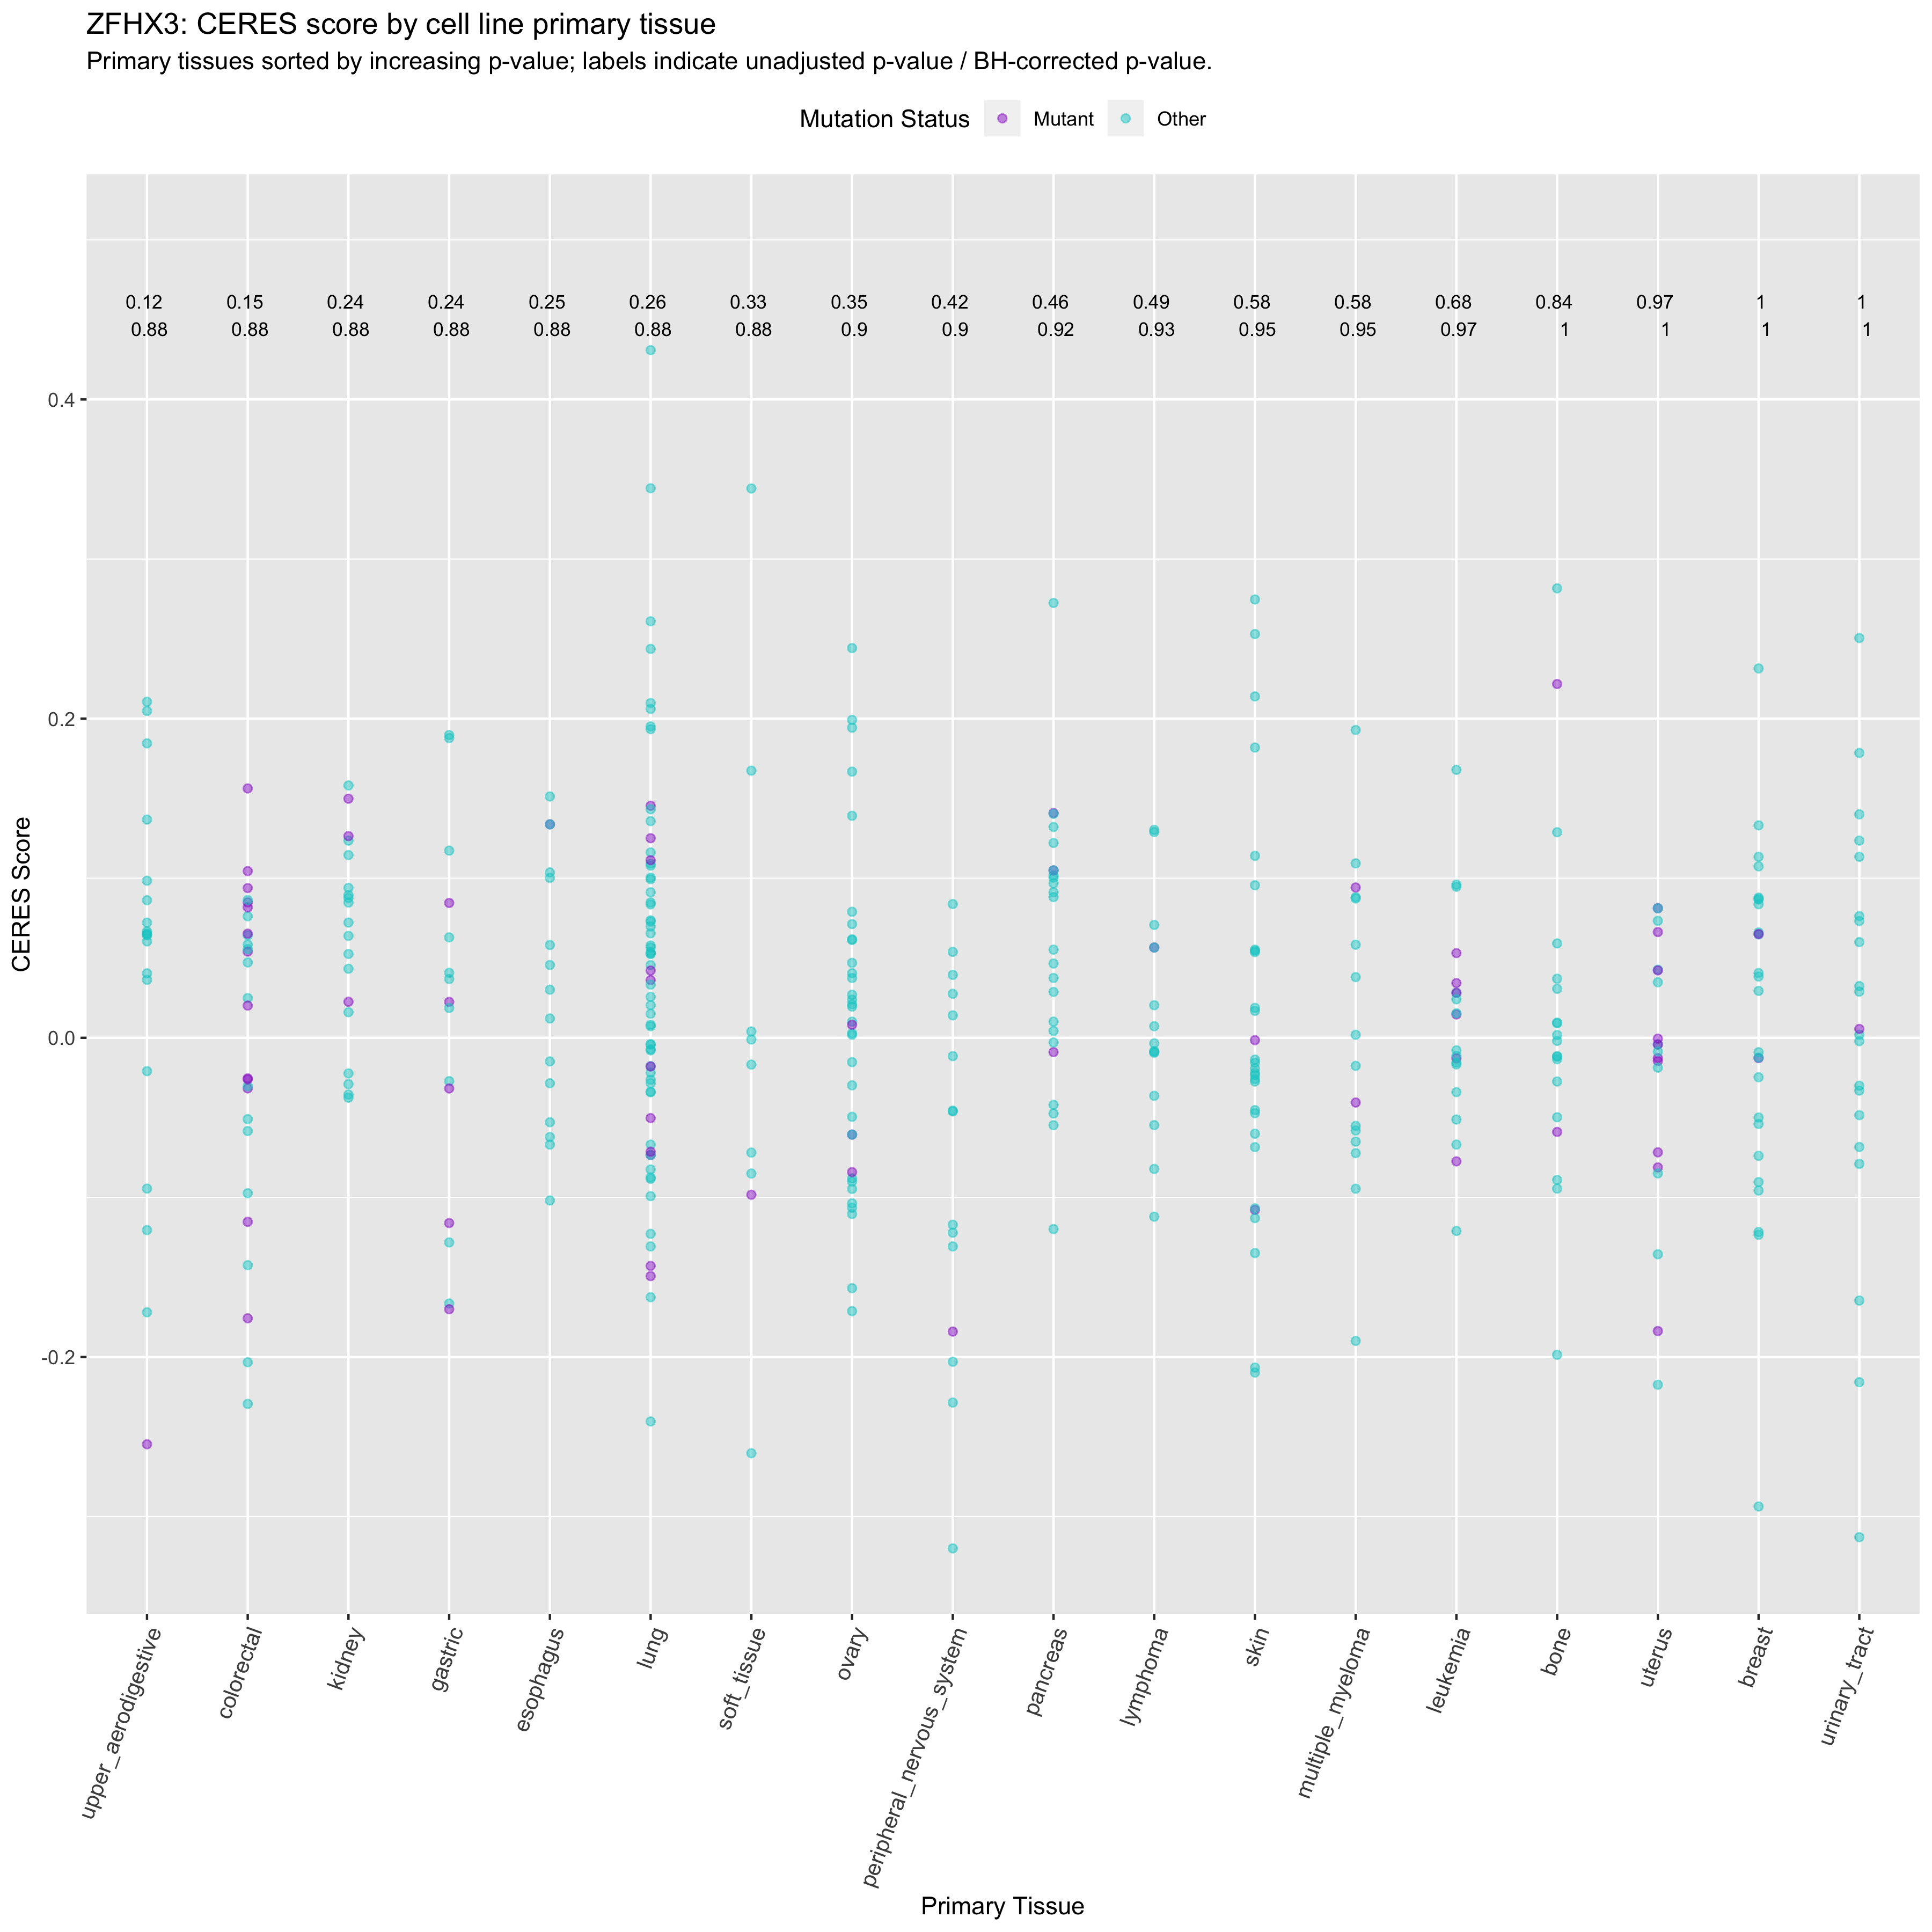 ZFHX3: CERES score by cell line primary tissue
Primary tissues sorted by increasing p-value; labels indicate unadjusted p-value / BH-corrected p-value.
Mutation Status Mutant Other
0.12 0.15 0.24 0.24 0.25 0.26 0.33 0.35 0.42 0.46 0.49 0.58 0.58 0.68 0.84 0.97 1 1
0.88 0.88 0.88 0.88 0.88 0.88 0.88 0.9 0.9 0.92 0.93 0.95 0.95 0.97 1 1 1 1
0.4
0.2
0.0
-0.2
CERES Score
upper_aerodigestive
colorectal
kidney
gastric
esophagus
lung
soft_tissue
ovary
peripheral_nervous_system
pancreas
lymphoma
skin
multiple_myeloma
leukemia
bone
uterus
breast
urinary_tract
Primary Tissue